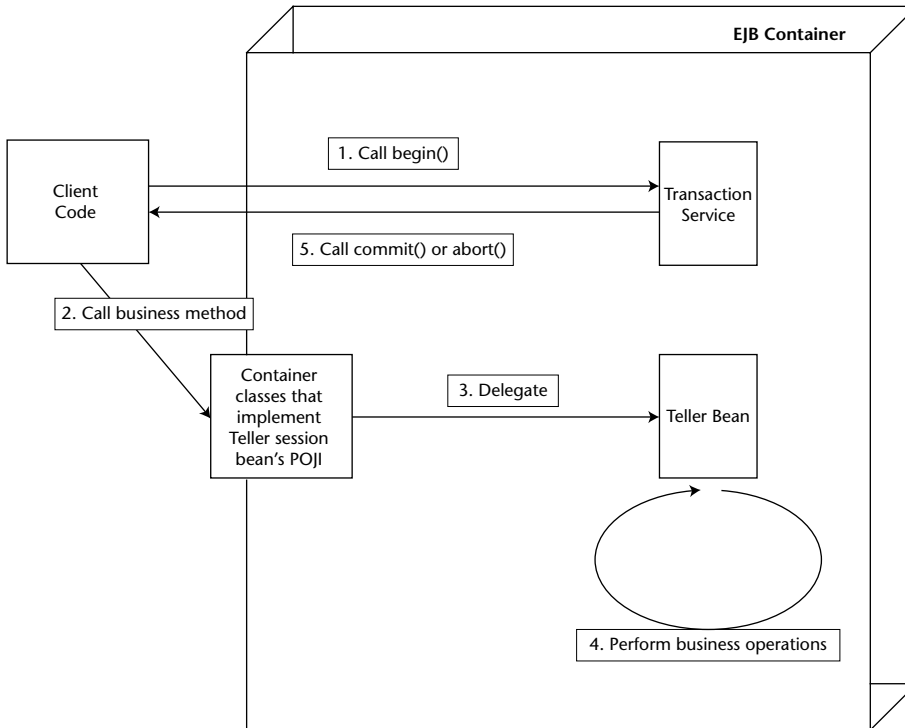 EJB Container
1. Call begin()
Client
Code
Transaction
Service
5. Call commit() or abort()
2. Call business method
Container
classes that
implement
Teller session
bean's POJI
3. Delegate
Teller Bean
4. Perform business operations